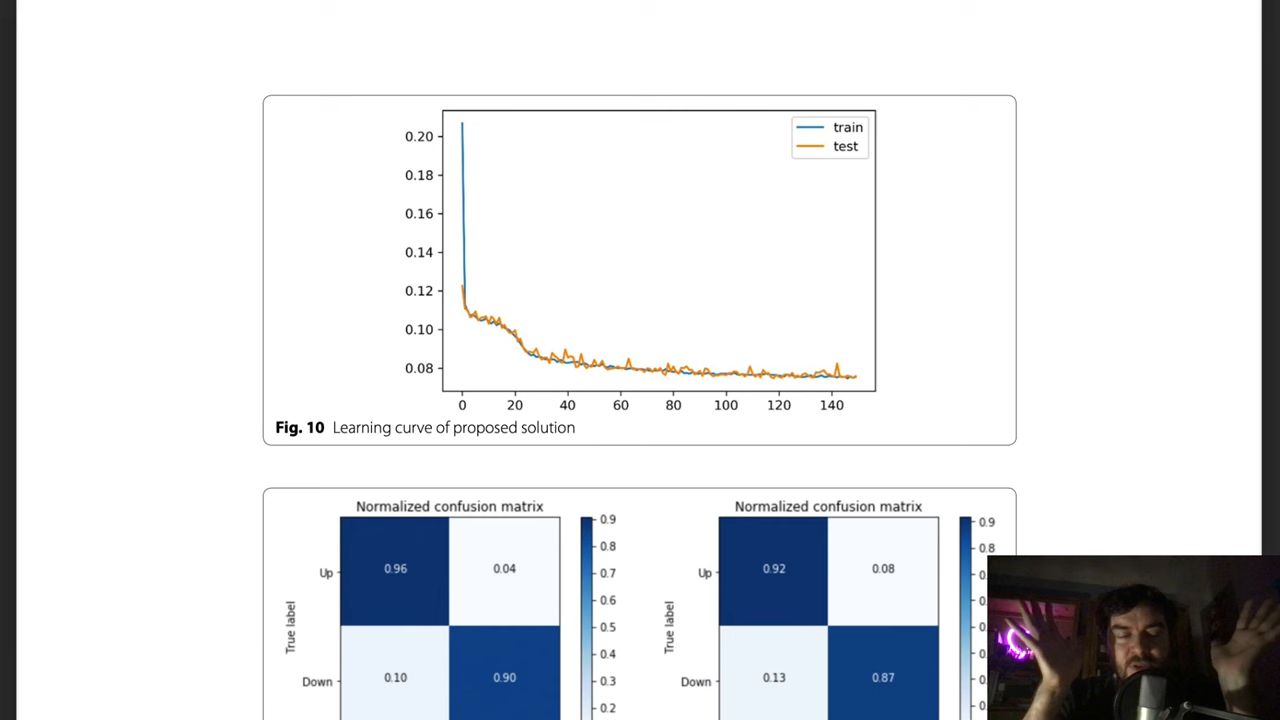 0.20
0.18
0.16
0.14
0.12
0.10
0.08
train
test
0 20 40 60 80 100 120 140
Fig. 10 Learning curve of proposed solution
Normalized confusion matrix
Up
Down
True label
0.96 0.04
0.10 0.90
0.9
0.8
0.7
0.6
0.5
0.4
0.3
0.2
Normalized confusion matrix
Up
Down
True label
0.92 0.08
0.13 0.87
0.9
0.8